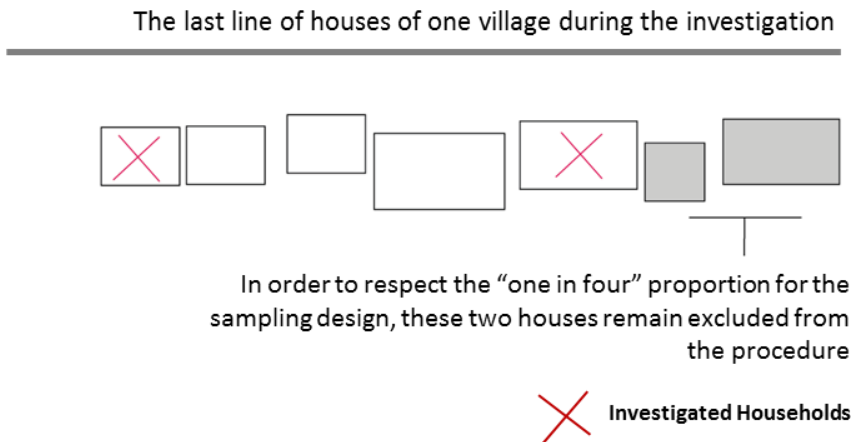 The last line of houses of one village during the investigation
In order to respect the “one in four” proportion for the
sampling design, these two houses remain excluded from
the procedure
Investigated Households